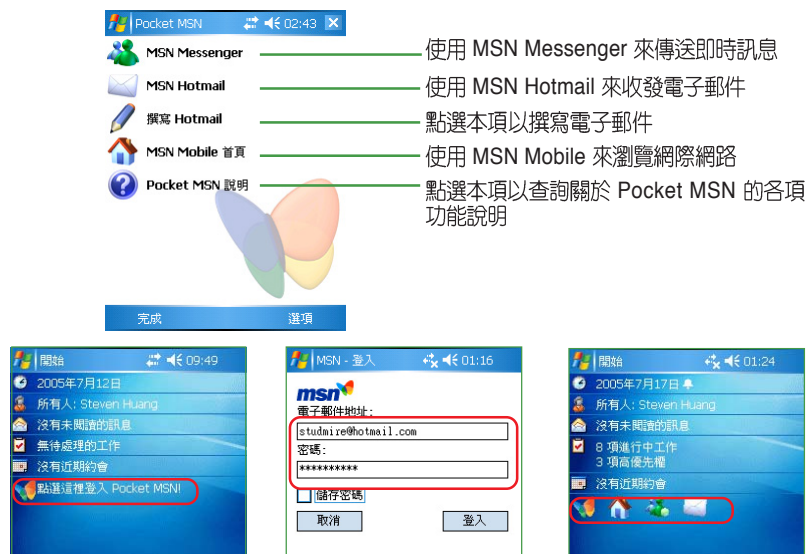 Pocket MSN 02:43
MSN Messenger
使用 MSN Messenger 來傳送即時訊息
MSN Hotmail
使用 MSN Hotmail 來收發電子郵件
撰寫 Hotmail
點選本項以撰寫電子郵件
MSN Mobile 首頁
使用 MSN Mobile 來瀏覽網際網路
Pocket MSN 說明
點選本項以查詢關於 Pocket MSN 的各項
功能說明
完成 選項
開始 09:49
2005年7月12日
所有人: Steven Huang
沒有未閱讀的訊息
無待處理的工作
沒有近期約會
點選這裡登入 Pocket MSN!
MSN - 登入 01:16
msn
電子郵件地址:
studmire@hotmail.com
密碼:
**********
儲存密碼
取消 登入
開始 01:24
2005年7月17日
所有人: Steven Huang
沒有未閱讀的訊息
8 項進行中工作
3 項高優先權
沒有近期約會